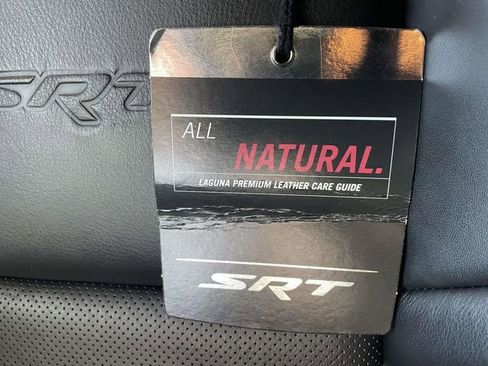 SRT
ALL
NATURAL.
LAGUNA PREMIUM LEATHER CARE GUIDE
SRT